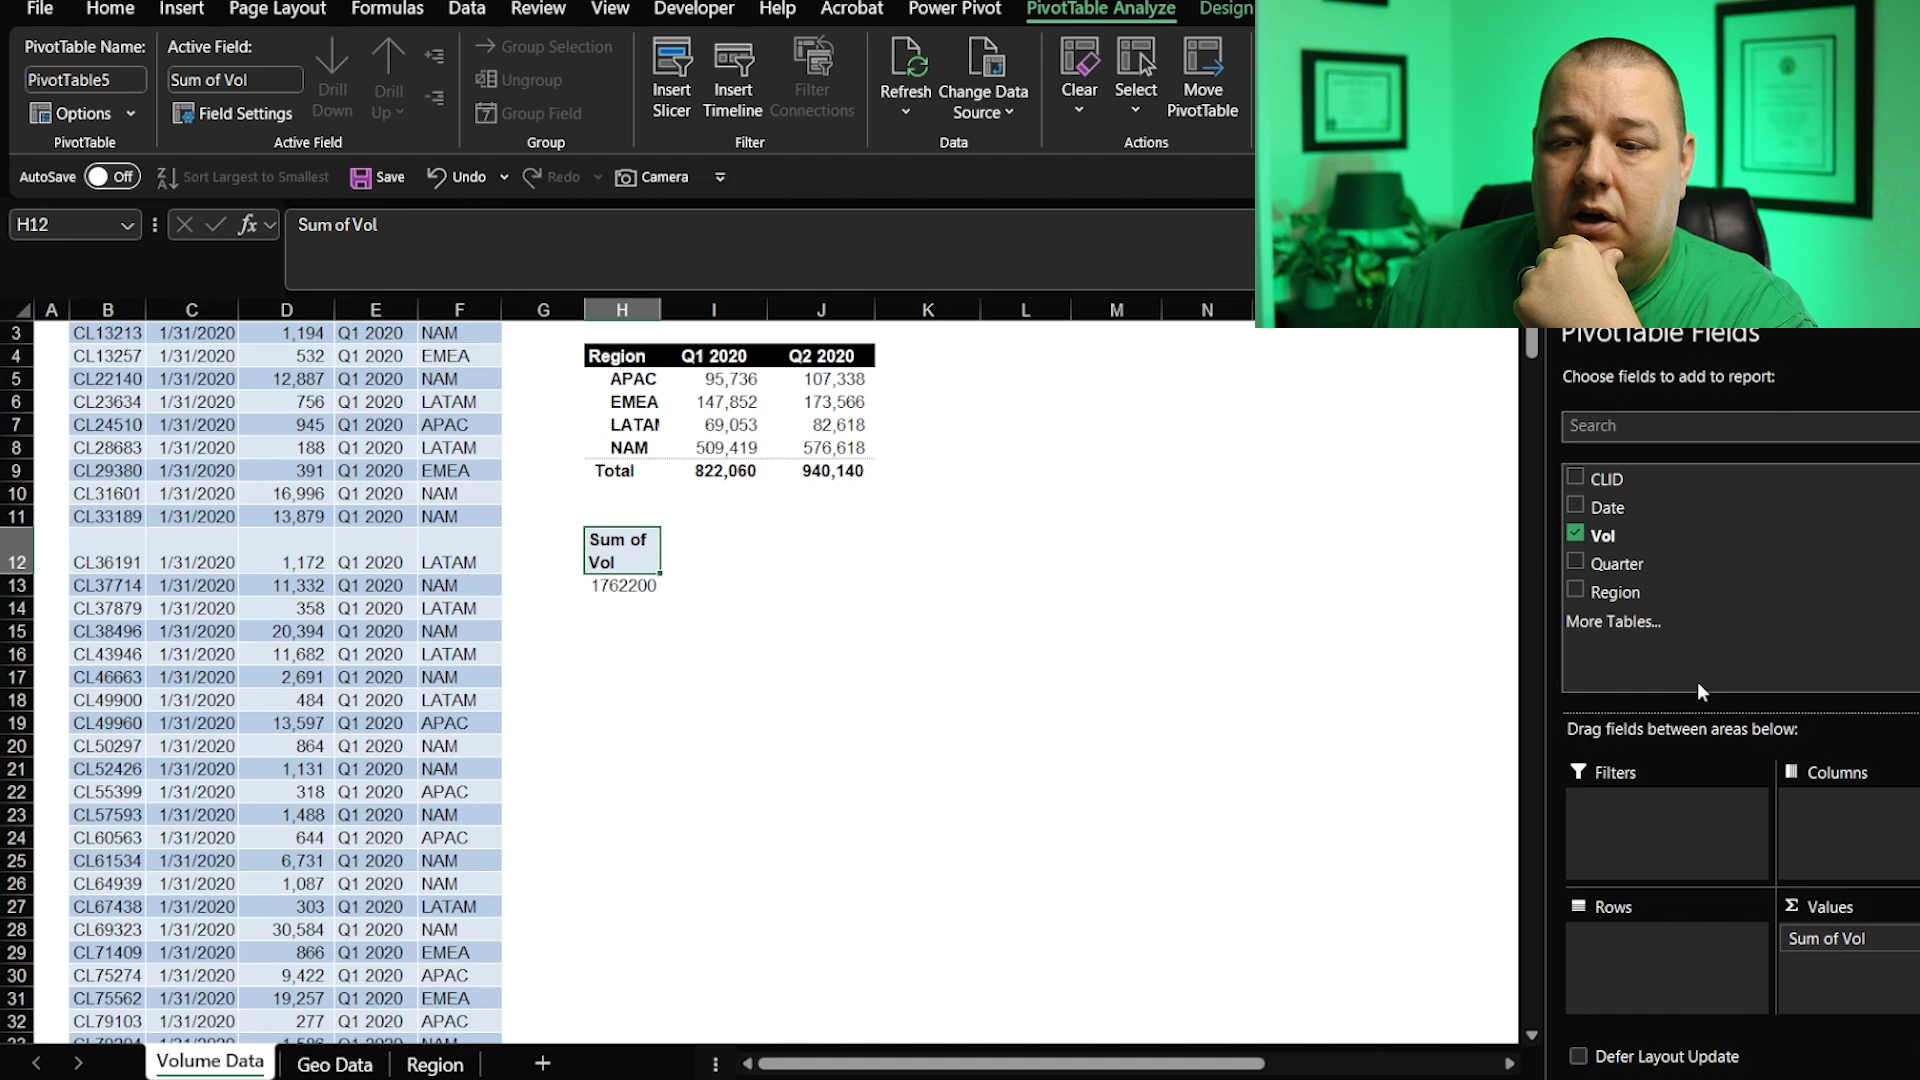 File Home Insert Page Layout Formulas Data Review View Developer Help Acrobat Power Pivot PivotTable Analyze Design
PivotTable Name:
PivotTable5
Options
PivotTable
Active Field:
Sum of Vol
Field Settings
Drill Down
Drill Up
Active Field
Group Selection
Ungroup
Group Field
Group
Insert Slicer
Insert Timeline
Filter Connections
Filter
Refresh
Change Data Source
Data
Clear
Select
Move PivotTable
Actions
AutoSave Off Sort Largest to Smallest Save Undo Redo Camera
H12 fx Sum of Vol
A B C D E F G H I J K L M N
3 CL13213 1/31/2020 1,194 Q1 2020 NAM
4 CL13257 1/31/2020 532 Q1 2020 EMEA Region Q1 2020 Q2 2020
5 CL22140 1/31/2020 12,887 Q1 2020 NAM APAC 95,736 107,338
6 CL23634 1/31/2020 756 Q1 2020 LATAM EMEA 147,852 173,566
7 CL24510 1/31/2020 945 Q1 2020 APAC LATAM 69,053 82,618
8 CL28683 1/31/2020 188 Q1 2020 LATAM NAM 509,419 576,618
9 CL29380 1/31/2020 391 Q1 2020 EMEA Total 822,060 940,140
10 CL31601 1/31/2020 16,996 Q1 2020 NAM
11 CL33189 1/31/2020 13,879 Q1 2020 NAM
Sum of
12 CL36191 1/31/2020 1,172 Q1 2020 LATAM Vol
13 CL37714 1/31/2020 11,332 Q1 2020 NAM 1762200
14 CL37879 1/31/2020 358 Q1 2020 LATAM
15 CL38496 1/31/2020 20,394 Q1 2020 NAM
16 CL43946 1/31/2020 11,682 Q1 2020 LATAM
17 CL46663 1/31/2020 2,691 Q1 2020 NAM
18 CL49900 1/31/2020 484 Q1 2020 LATAM
19 CL49960 1/31/2020 13,597 Q1 2020 APAC
20 CL50297 1/31/2020 864 Q1 2020 NAM
21 CL52426 1/31/2020 1,131 Q1 2020 NAM
22 CL55399 1/31/2020 318 Q1 2020 APAC
23 CL57593 1/31/2020 1,488 Q1 2020 NAM
24 CL60563 1/31/2020 644 Q1 2020 APAC
25 CL61534 1/31/2020 6,731 Q1 2020 NAM
26 CL64939 1/31/2020 1,087 Q1 2020 NAM
27 CL67438 1/31/2020 303 Q1 2020 LATAM
28 CL69323 1/31/2020 30,584 Q1 2020 NAM
29 CL71409 1/31/2020 866 Q1 2020 EMEA
30 CL75274 1/31/2020 9,422 Q1 2020 APAC
31 CL75562 1/31/2020 19,257 Q1 2020 EMEA
32 CL79103 1/31/2020 277 Q1 2020 APAC
Volume Data Geo Data Region
PivotTable Fields
Choose fields to add to report:
Search
CLID
Date
Vol
Quarter
Region
More Tables...
Drag fields between areas below:
Filters Columns
Rows Σ Values
Sum of Vol
Defer Layout Update